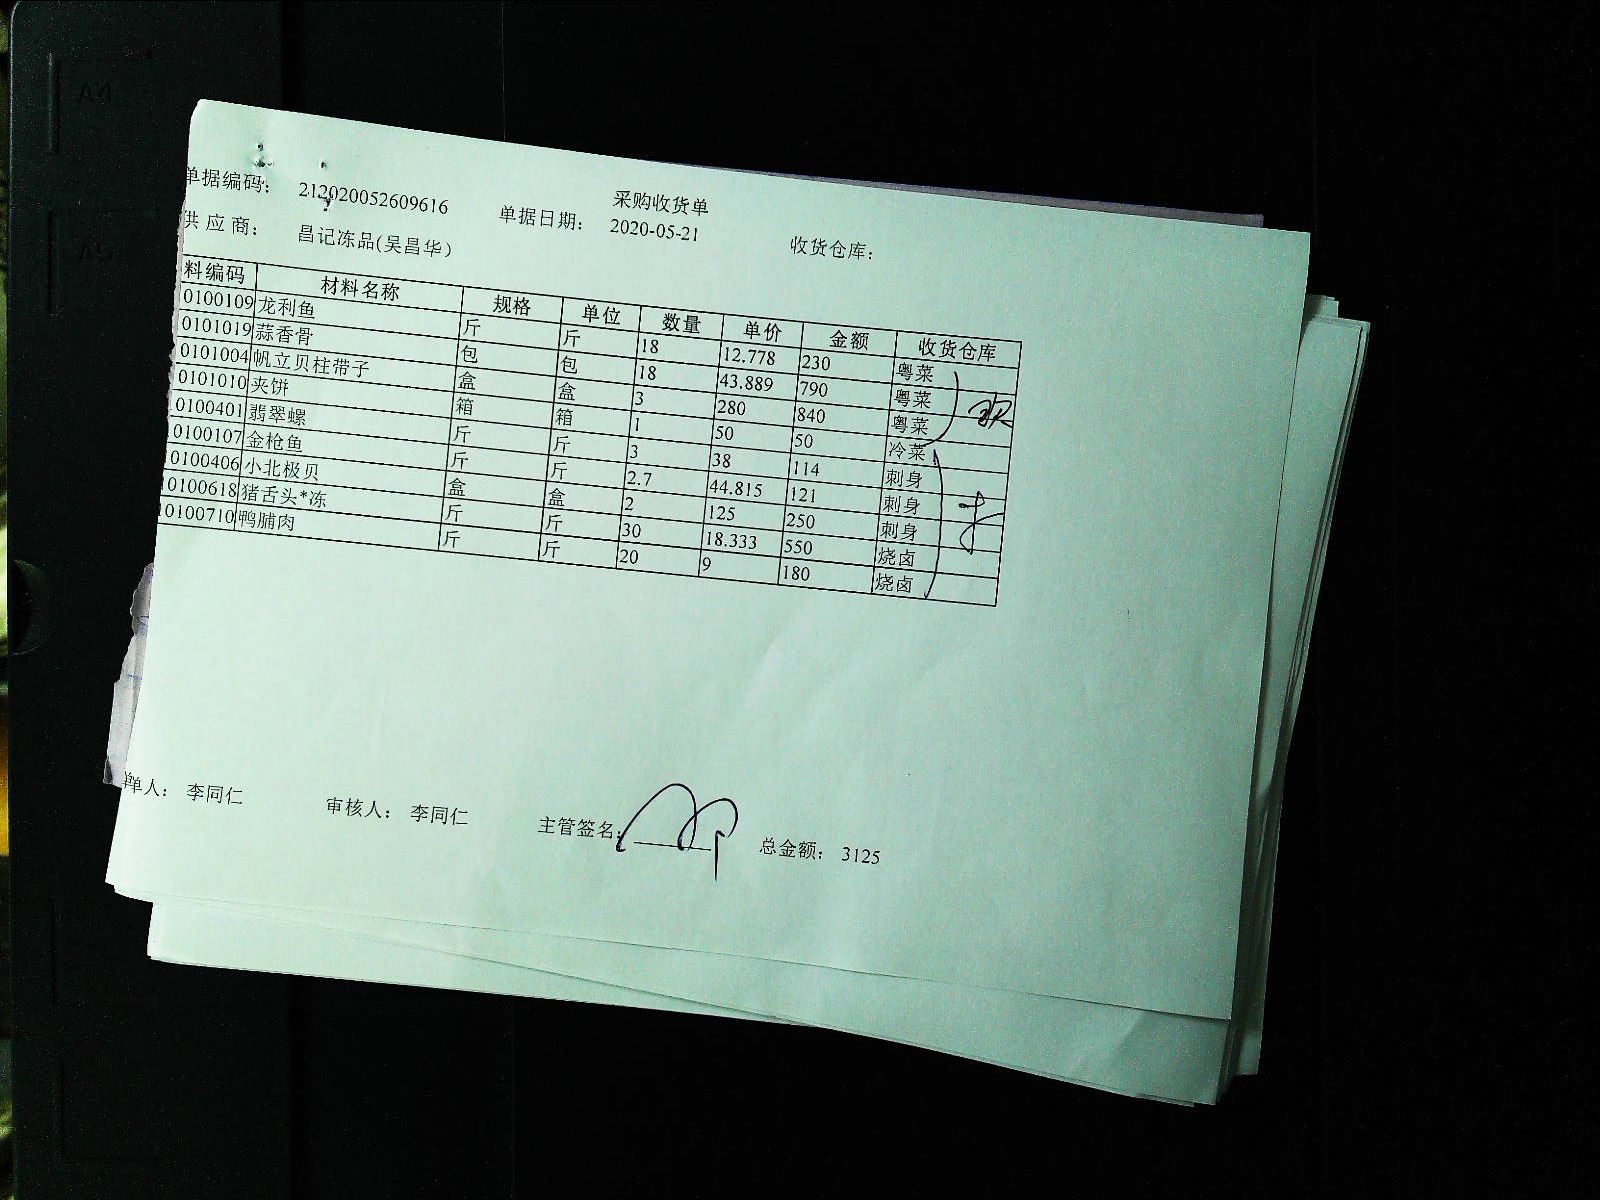 采购收货单
单据编码： 212020052609616 单据日期： 2020-05-21 收货仓库：
供应商： 昌记冻品(吴昌华)
料编码 材料名称 规格 单位 数量 单价 金额 收货仓库
0100109 龙利鱼 斤 斤 18 12.778 230 粤菜
0101019 蒜香骨 包 包 18 43.889 790 粤菜
0101004 帆立贝柱带子 盒 盒 3 280 840 粤菜
0101010 夹饼 箱 箱 1 50 50 冷菜
0100401 翡翠螺 斤 斤 3 38 114 刺身
0100107 金枪鱼 斤 斤 2.7 44.815 121 刺身
0100406 小北极贝 盒 盒 2 125 250 刺身
10100618 猪舌头*冻 斤 斤 30 18.333 550 烧卤
10100710 鸭脯肉 斤 斤 20 9 180 烧卤
单人： 李同仁 审核人： 李同仁 主管签名： 总金额： 3125
A4
A5